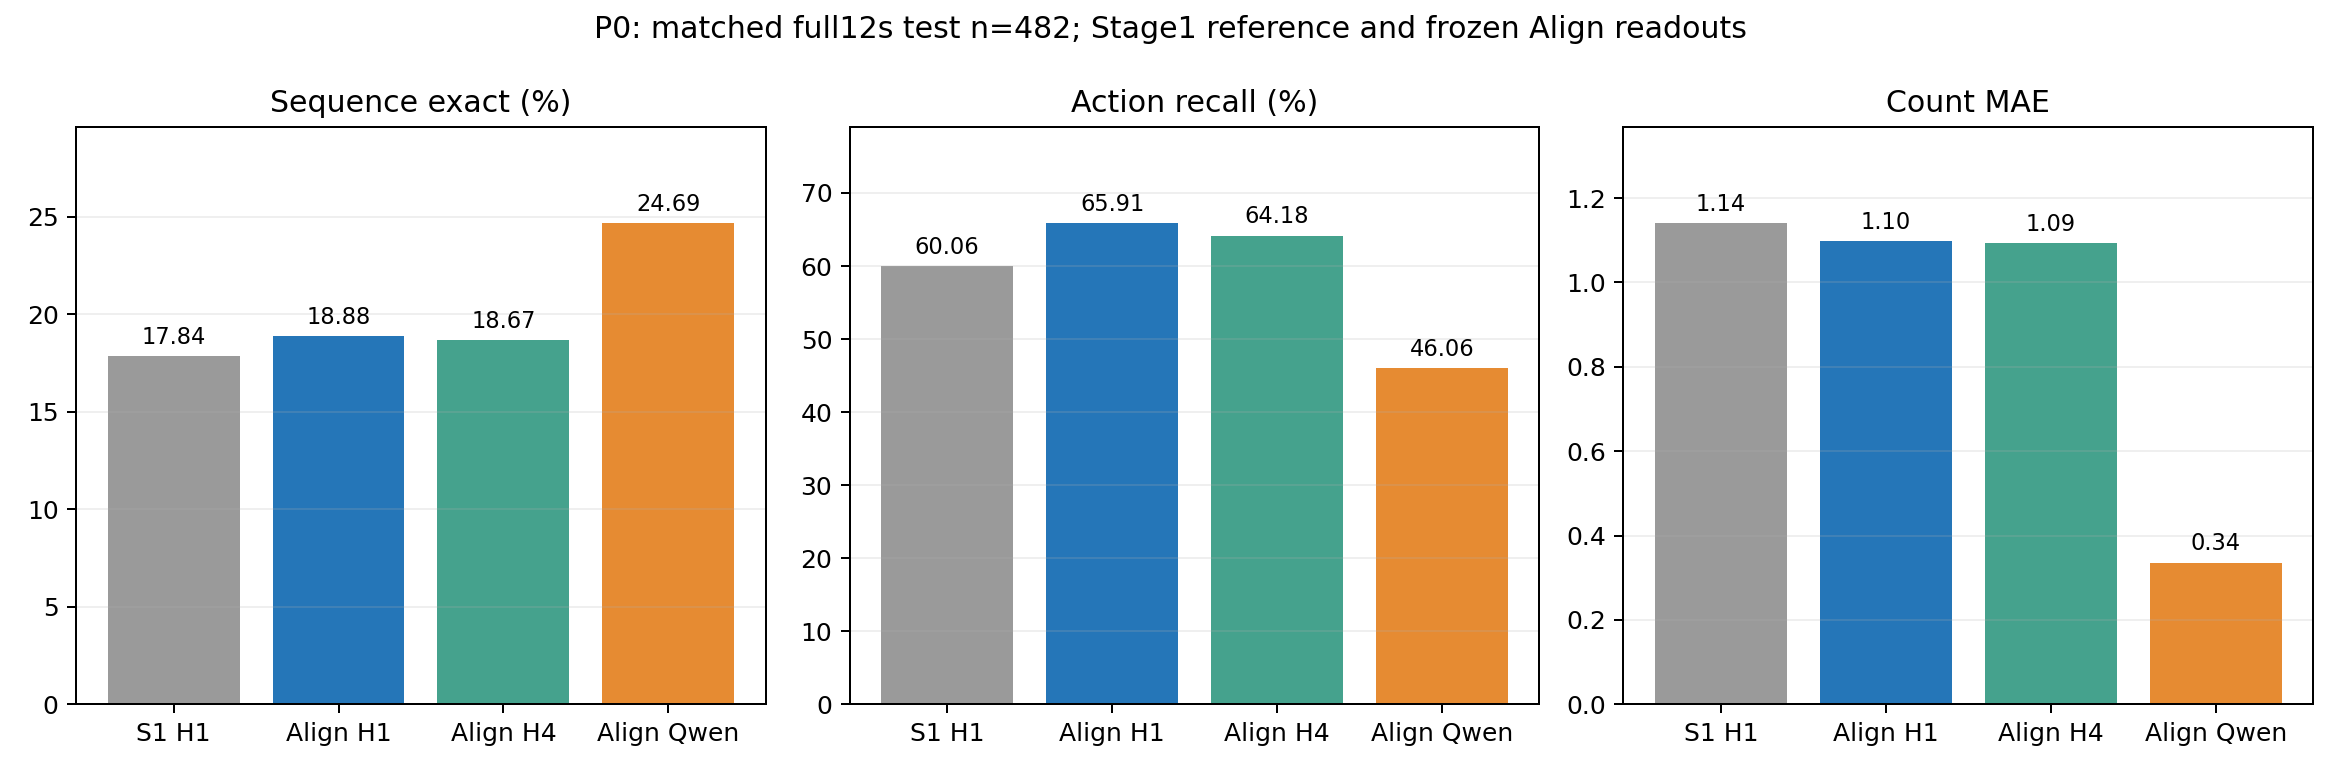 P0: matched full12s test n=482; Stage1 reference and frozen Align readouts
Sequence exact (%)
25
20
15
10
5
0
17.84
18.88
18.67
24.69
S1 H1
Align H1
Align H4
Align Qwen
Action recall (%)
70
60
50
40
30
20
10
0
60.06
65.91
64.18
46.06
S1 H1
Align H1
Align H4
Align Qwen
Count MAE
1.2
1.0
0.8
0.6
0.4
0.2
0.0
1.14
1.10
1.09
0.34
S1 H1
Align H1
Align H4
Align Qwen